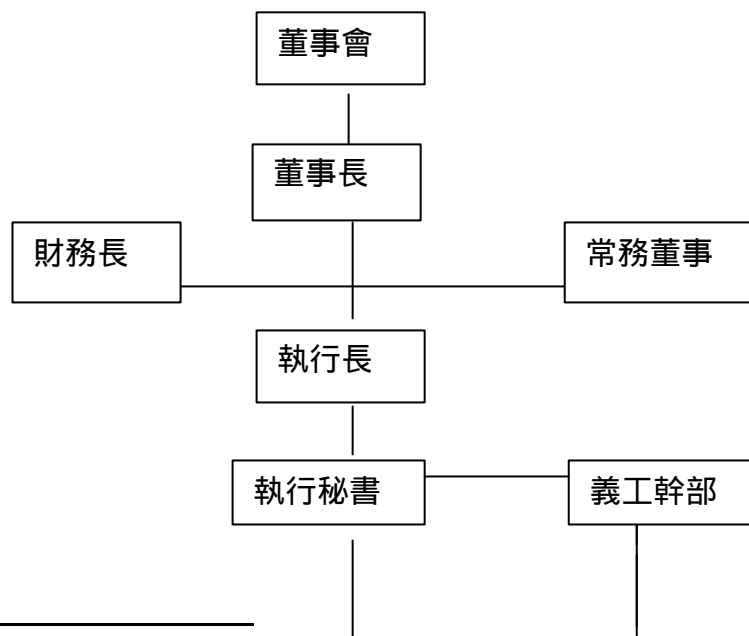 董事會
董事長
財務長
常務董事
執行長
執行秘書
義工幹部